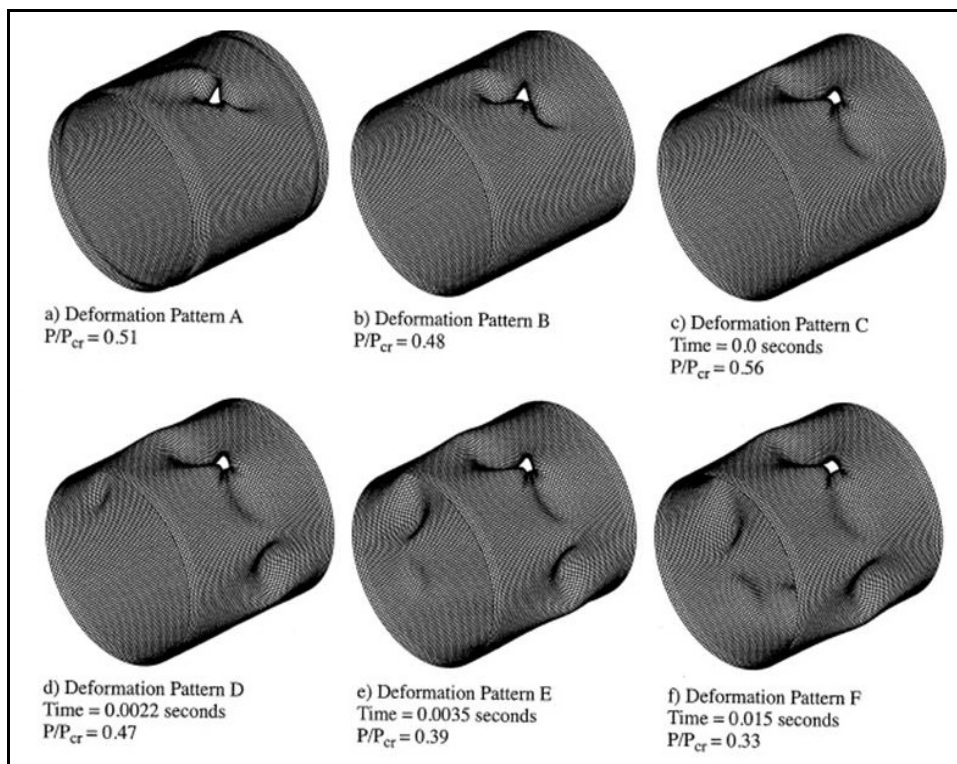 a) Deformation Pattern A
P/Pcr = 0.51
b) Deformation Pattern B
P/Pcr = 0.48
c) Deformation Pattern C
Time = 0.0 seconds
P/Pcr = 0.56
d) Deformation Pattern D
Time = 0.0022 seconds
P/Pcr = 0.47
e) Deformation Pattern E
Time = 0.0035 seconds
P/Pcr = 0.39
f) Deformation Pattern F
Time = 0.015 seconds
P/Pcr = 0.33